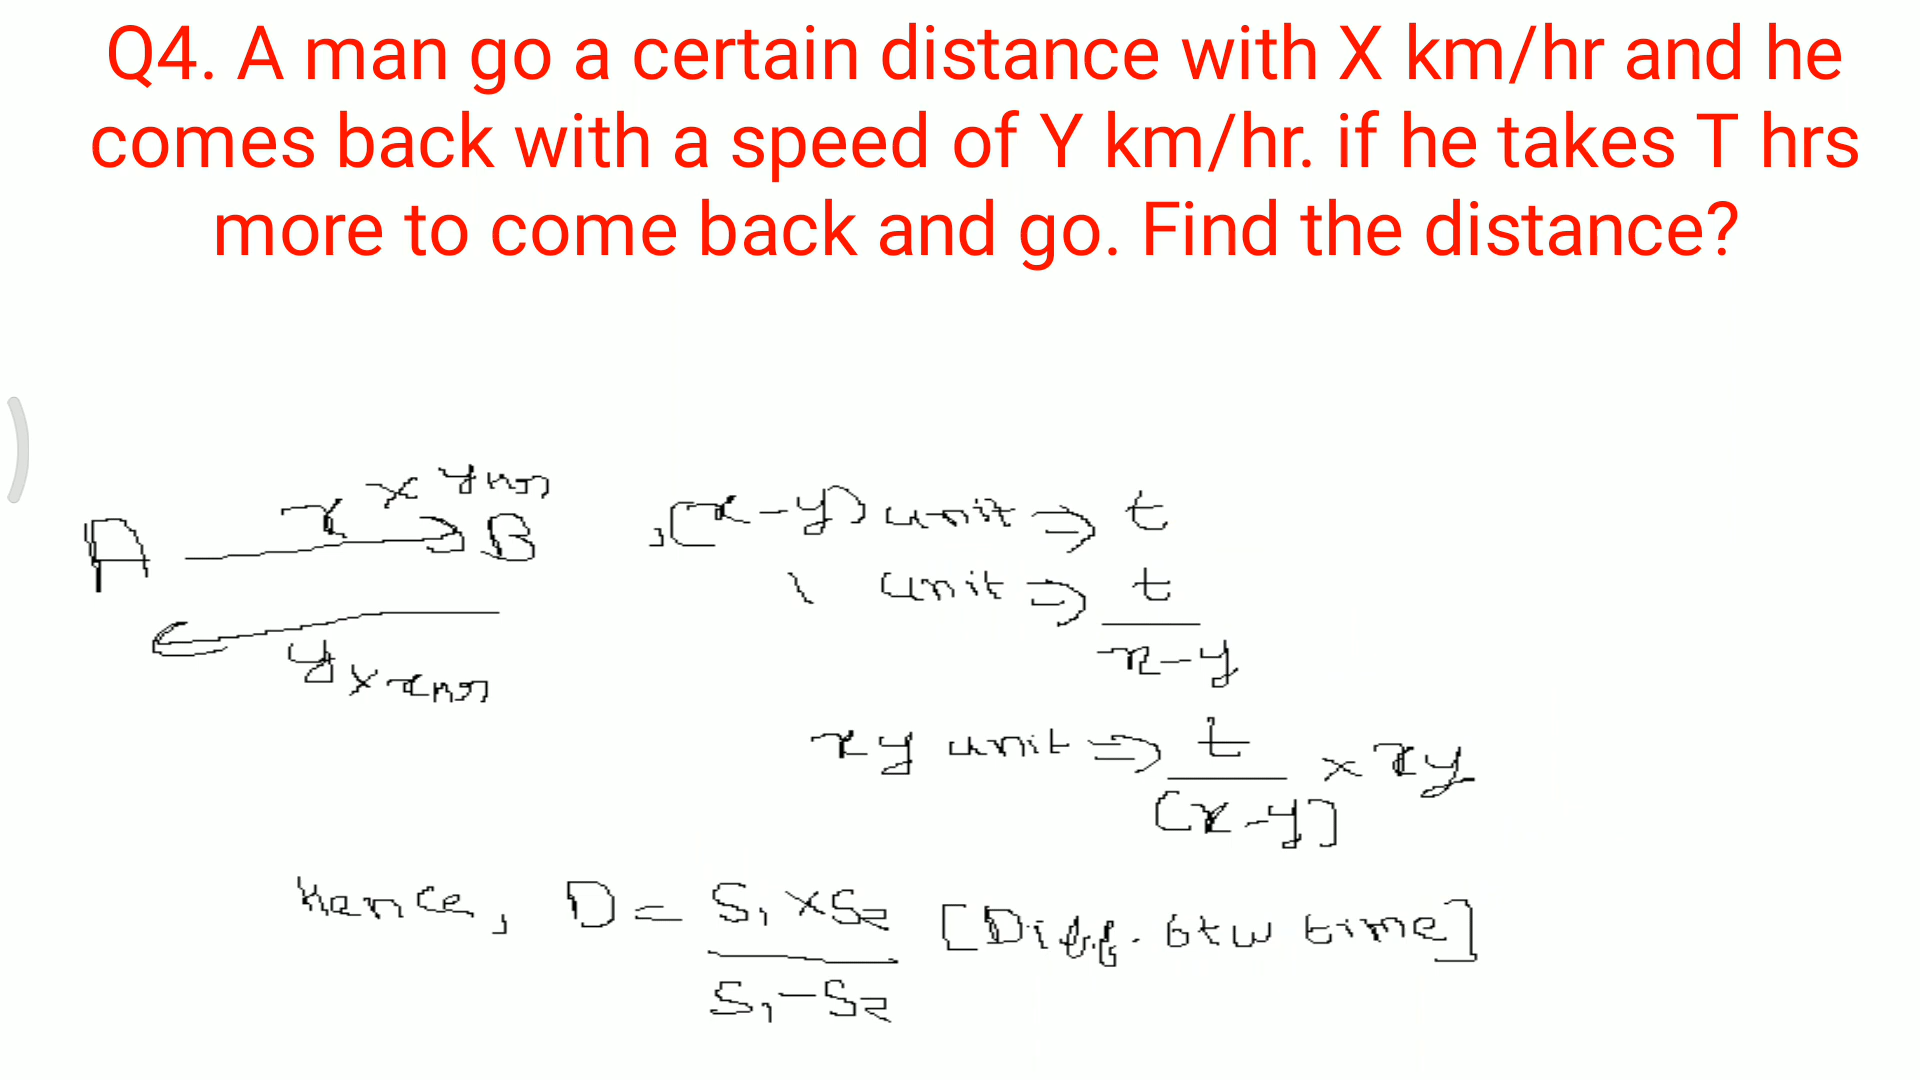 Q4. A man go a certain distance with X km/hr and he
comes back with a speed of Y km/hr. if he takes T hrs
more to come back and go. Find the distance?
x × y hr
A → B
← y × x hr
, (x-y) unit ⇒ t
1 unit ⇒ t/(x-y)
xy unit ⇒ t/(x-y) × xy
hence, D = (S₁ × S₂)/(S₁ - S₂) [Diff. btw time]